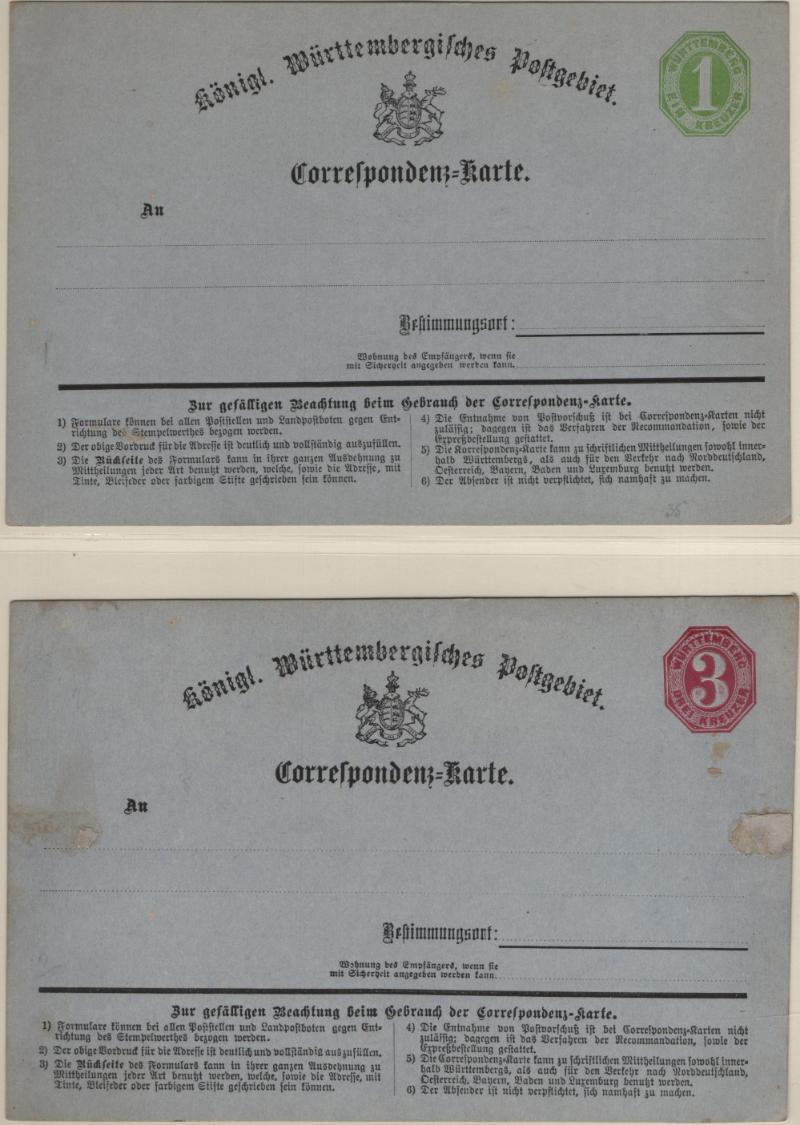 Königl. Württembergisches Postgebiet.
WÜRTTEMBERG
1
EIN KREUZER
Correspondenz=Karte.
An
Bestimmungsort:
Wohnung des Empfängers, wenn sie
mit Sicherheit angegeben werden kann.
Zur gefälligen Beachtung beim Gebrauch der Correspondenz-Karte.
1) Formulare können bei allen Poststellen und Landpostboten gegen Ent-
richtung des Stempelwerthes bezogen werden.
2) Der obige Vordruck für die Adresse ist deutlich und vollständig auszufüllen.
3) Die Rückseite des Formulars kann in ihrer ganzen Ausdehnung zu
Mittheilungen jeder Art benutzt werden, welche, sowie die Adresse, mit
Tinte, Bleifeder oder farbigem Stifte geschrieben sein können.
4) Die Entnahme von Postvorschuß ist bei Correspondenz-Karten nicht
zulässig; dagegen ist das Verfahren der Recommandation, sowie der
Expreßbestellung gestattet.
5) Die Korrespondenz-Karte kann zu schriftlichen Mittheilungen sowohl inner-
halb Württembergs, als auch für den Verkehr nach Norddeutschland,
Oesterreich, Bayern, Baden und Luxemburg benutzt werden.
6) Der Absender ist nicht verpflichtet, sich namhaft zu machen.
35
Königl. Württembergisches Postgebiet.
WÜRTTEMBERG
3
DREI KREUZER
Correspondenz=Karte.
An
Bestimmungsort:
Wohnung des Empfängers, wenn sie
mit Sicherheit angegeben werden kann.
Zur gefälligen Beachtung beim Gebrauch der Correspondenz-Karte.
1) Formulare können bei allen Poststellen und Landpostboten gegen Ent-
richtung des Stempelwerthes bezogen werden.
2) Der obige Vordruck für die Adresse ist deutlich und vollständig auszufüllen.
3) Die Rückseite des Formulars kann in ihrer ganzen Ausdehnung zu
Mittheilungen jeder Art benutzt werden, welche, sowie die Adresse, mit
Tinte, Bleifeder oder farbigem Stifte geschrieben sein können.
4) Die Entnahme von Postvorschuß ist bei Correspondenz-Karten nicht
zulässig; dagegen ist das Verfahren der Recommandation, sowie der
Expreßbestellung gestattet.
5) Die Correspondenz-Karte kann zu schriftlichen Mittheilungen sowohl inner-
halb Württembergs, als auch für den Verkehr nach Norddeutschland,
Oesterreich, Bayern, Baden und Luxemburg benutzt werden.
6) Der Absender ist nicht verpflichtet, sich namhaft zu machen.